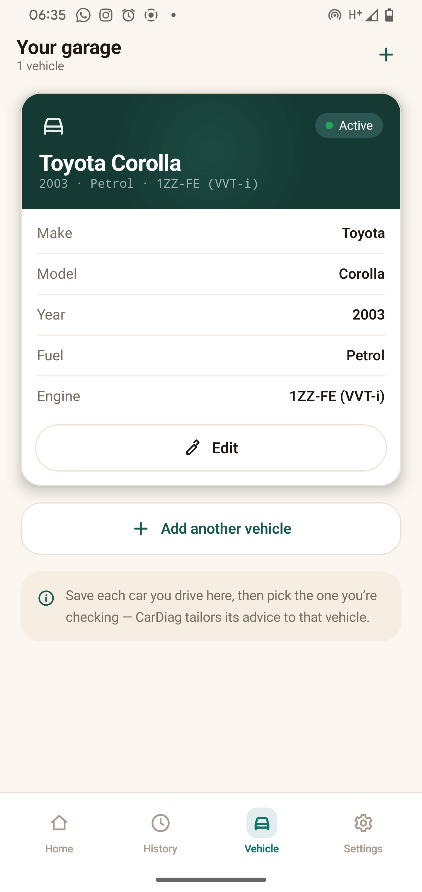 06:35
H+
Your garage
1 vehicle
Active
Toyota Corolla
2003 · Petrol · 1ZZ-FE (VVT-i)
Make Toyota
Model Corolla
Year 2003
Fuel Petrol
Engine 1ZZ-FE (VVT-i)
Edit
Add another vehicle
Save each car you drive here, then pick the one you're
checking — CarDiag tailors its advice to that vehicle.
Home History Vehicle Settings